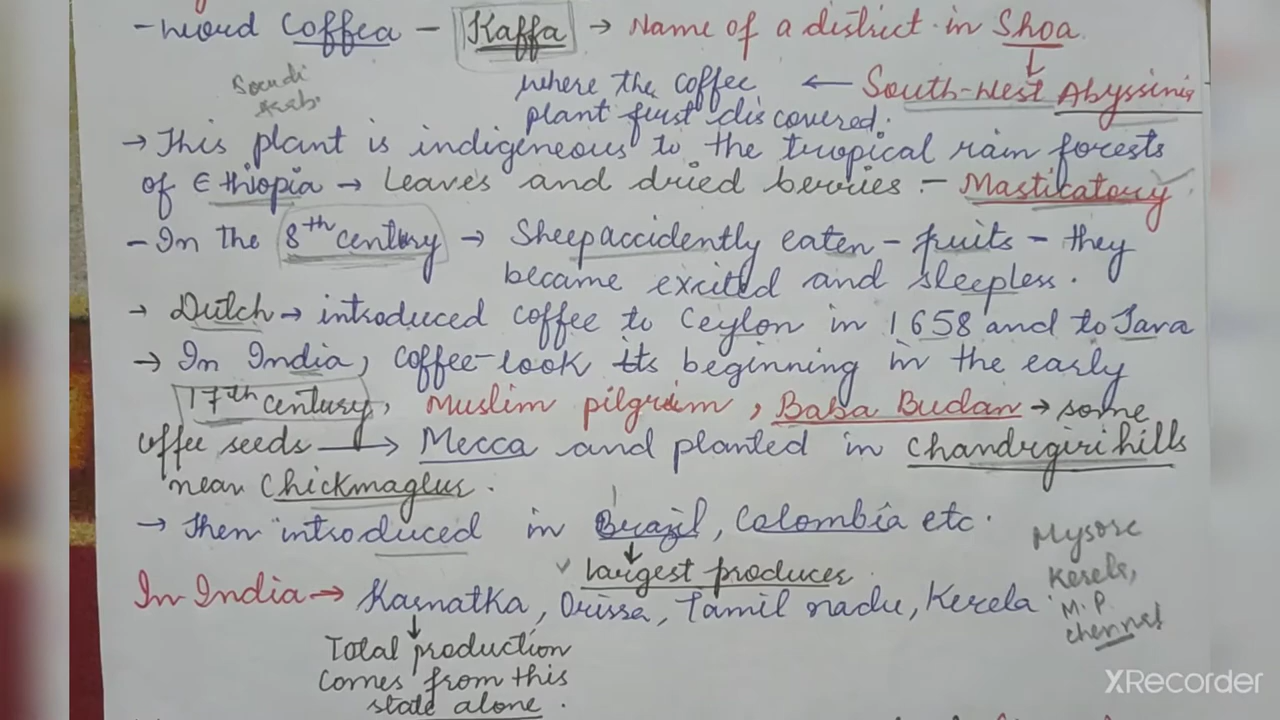 - word Coffea - Kaffa → Name of a district in Shoa
Soudi
Arab.
where the coffee ← South-West Abyssinia
plant first discovered.
→ This plant is indigeneous to the tropical rain forests
of Ethiopia → Leaves and dried berries - Masticatory
- In the 8th century → Sheep accidently eaten - fruits - they
became excited and sleepless.
→ Dutch → introduced coffee to Ceylon in 1658 and to Java
→ In India, coffee-look its beginning in the early
17th century, Muslim pilgrim, Baba Budan → some
offee seeds → Mecca and planted in Chandrgiri hills
near Chickmaglur.
→ Then introduced in Brazil, Colombia etc.
↓
largest producer
In India → Karnatka, Orissa, Tamil nadu, Kerela
↓
Total production
Comes from this
state alone.
Mysore
Kerela,
M.P.
chennai
XRecorder